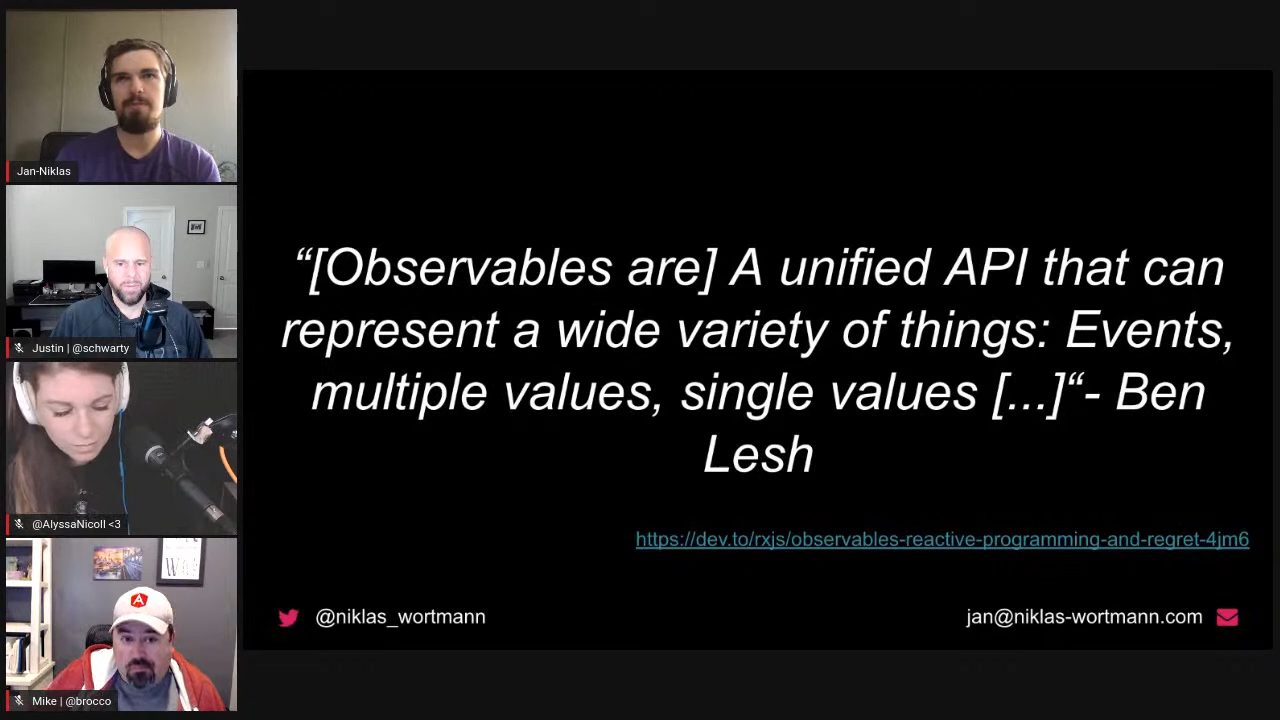 Jan-Niklas
Justin | @schwarty
@AlyssaNicoll <3
Mike | @brocco
“[Observables are] A unified API that can
represent a wide variety of things: Events,
multiple values, single values [...]“- Ben
Lesh
https://dev.to/rxjs/observables-reactive-programming-and-regret-4jm6
@niklas_wortmann
jan@niklas-wortmann.com